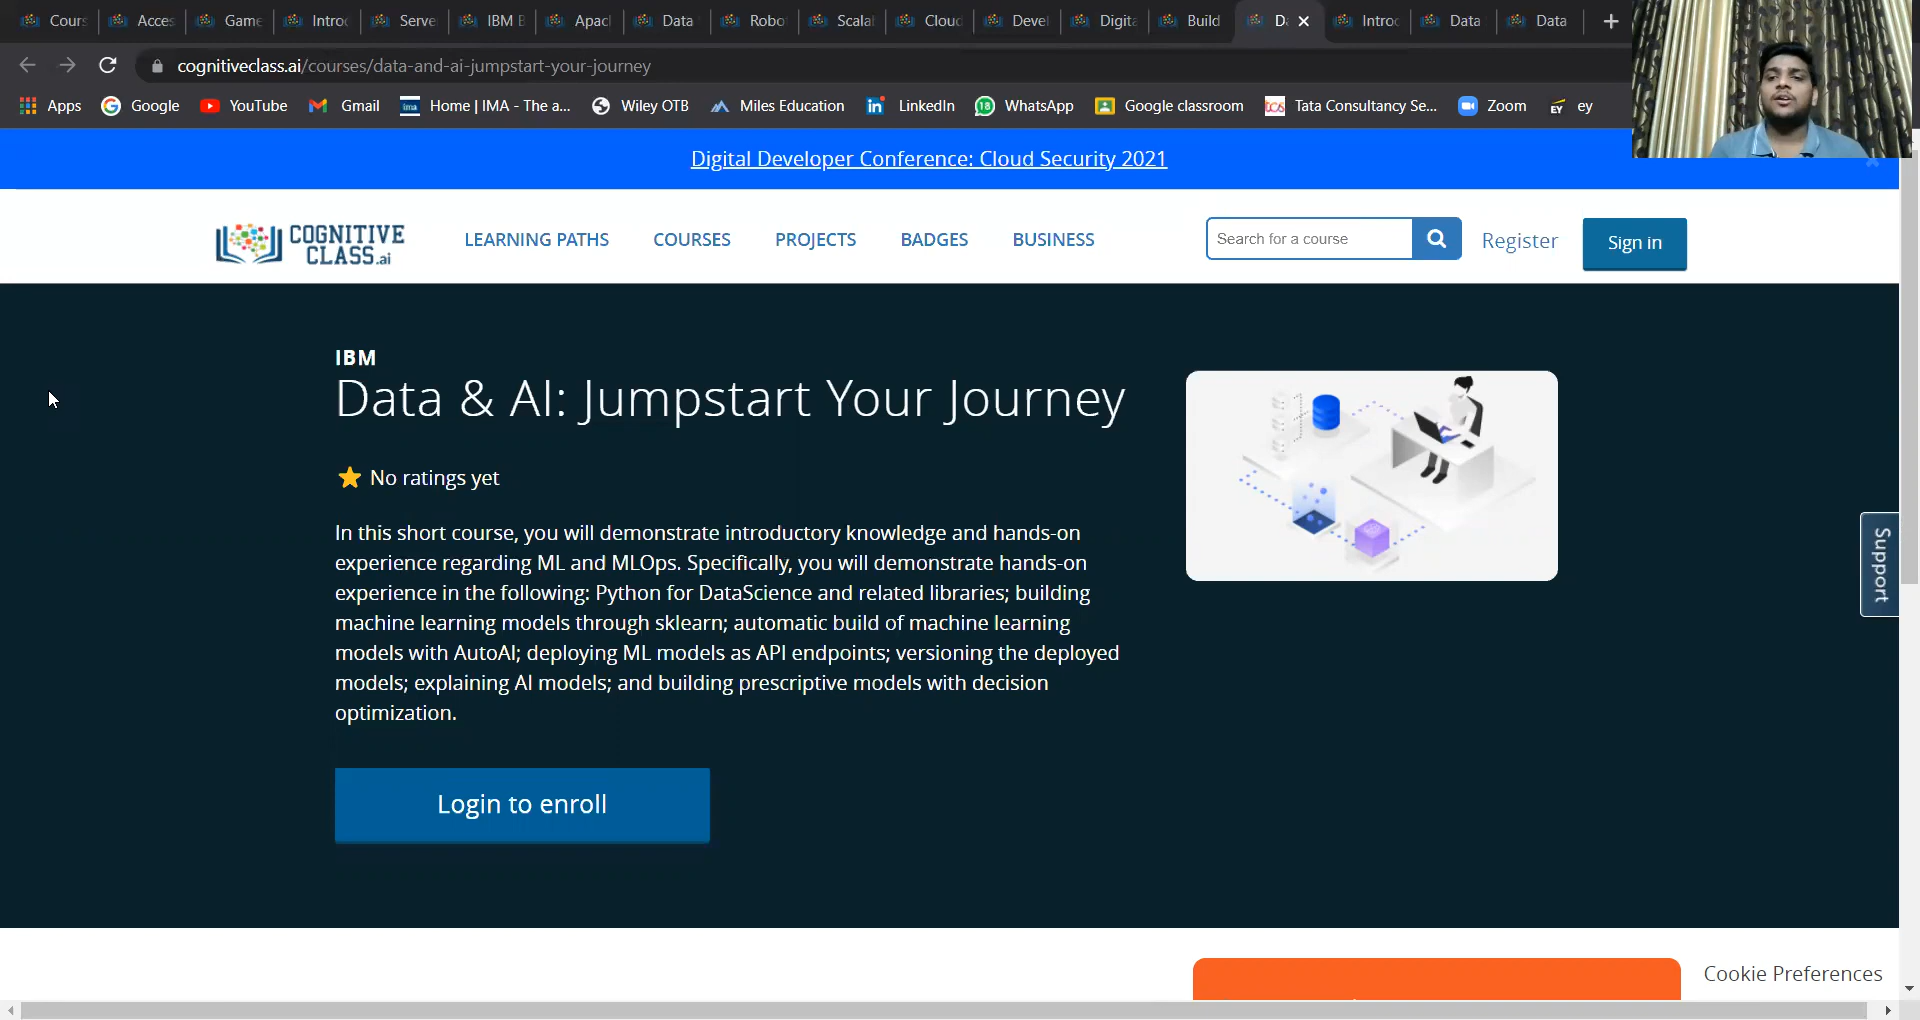 Cours Acces Game Introd Serve IBM B Apac Data Robo Scala Cloud Devel Digita Build Da Introd Data Data
cognitiveclass.ai/courses/data-and-ai-jumpstart-your-journey
Apps Google YouTube Gmail Home | IMA - The a... Wiley OTB Miles Education LinkedIn WhatsApp Google classroom Tata Consultancy Se... Zoom ey
Digital Developer Conference: Cloud Security 2021
COGNITIVE
CLASS.ai
LEARNING PATHS COURSES PROJECTS BADGES BUSINESS
Search for a course
Register
Sign in
IBM
Data & AI: Jumpstart Your Journey
No ratings yet
In this short course, you will demonstrate introductory knowledge and hands-on
experience regarding ML and MLOps. Specifically, you will demonstrate hands-on
experience in the following: Python for DataScience and related libraries; building
machine learning models through sklearn; automatic build of machine learning
models with AutoAI; deploying ML models as API endpoints; versioning the deployed
models; explaining AI models; and building prescriptive models with decision
optimization.
Login to enroll
Support
Cookie Preferences